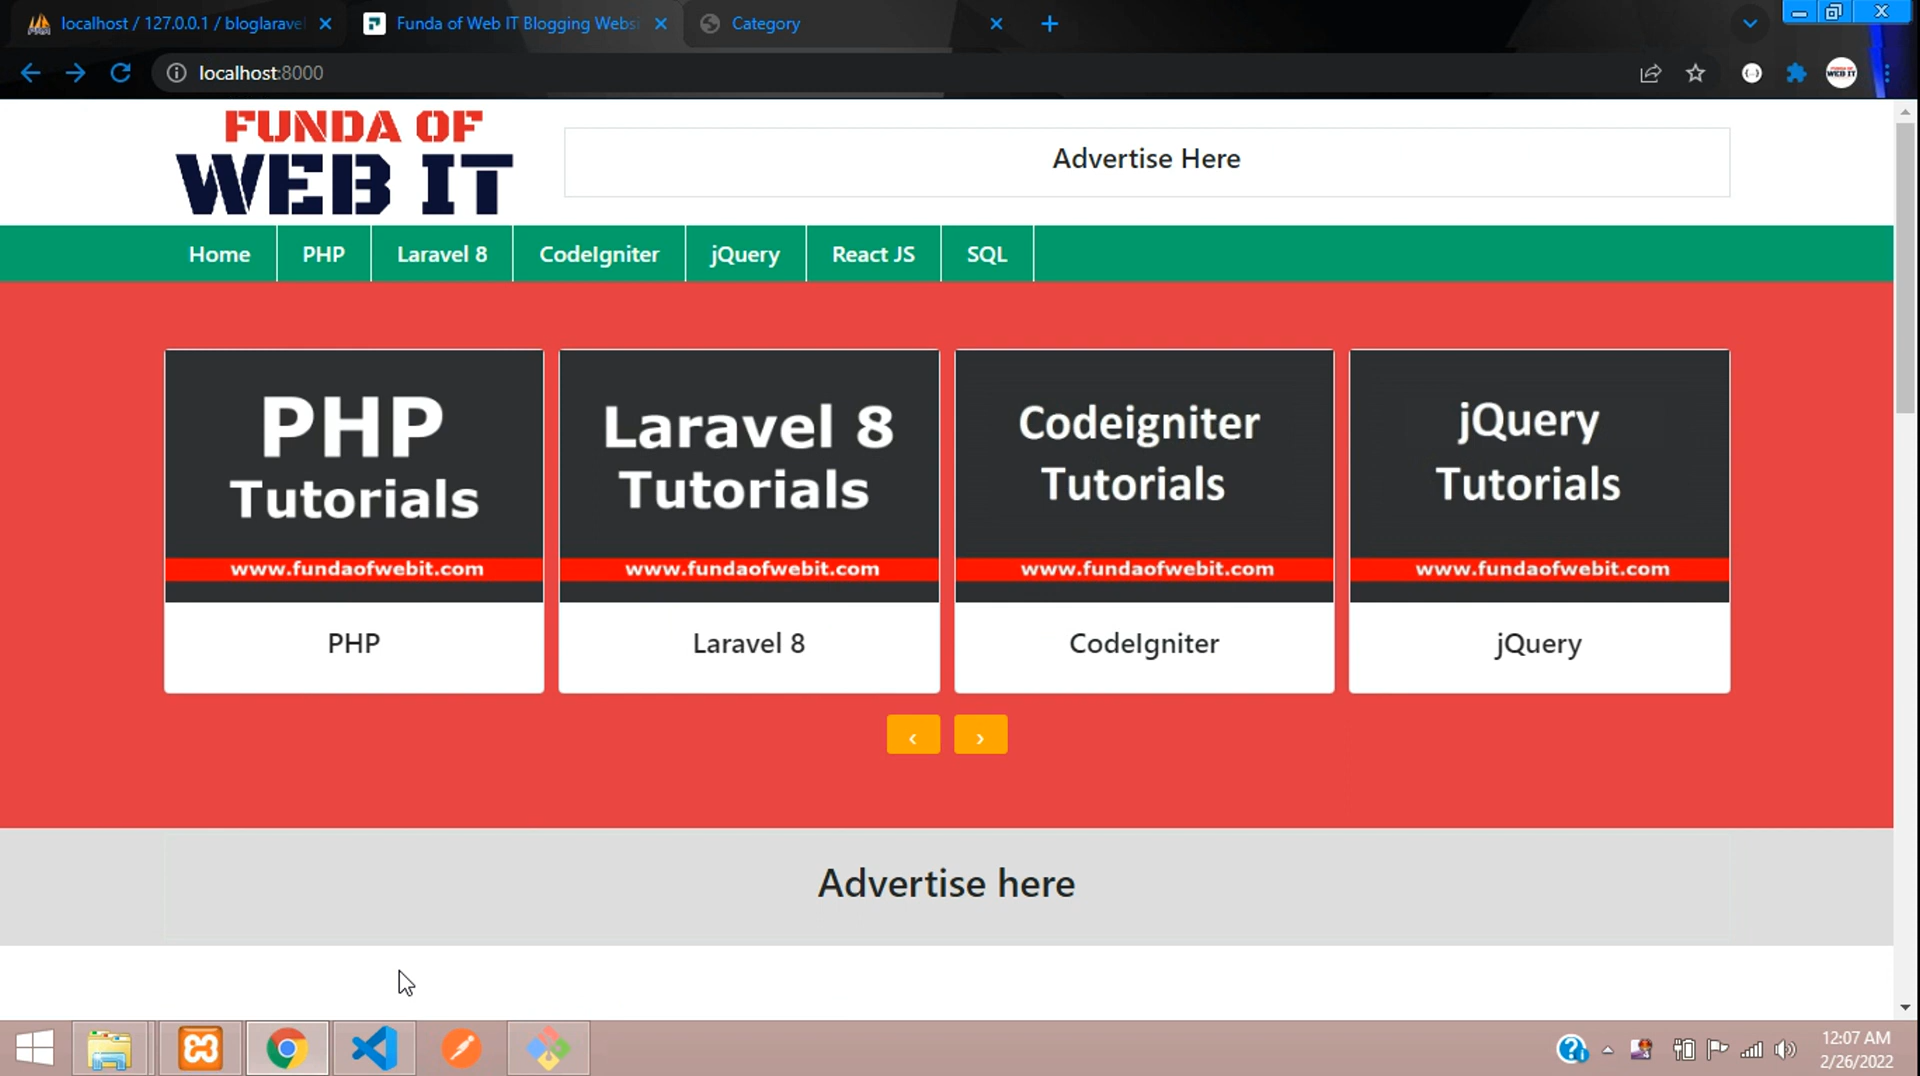 localhost / 127.0.0.1 / bloglaravel
Funda of Web IT Blogging Webs
Category
localhost:8000
FUNDA OF
WEB IT
Advertise Here
Home
PHP
Laravel 8
CodeIgniter
jQuery
React JS
SQL
PHP
Tutorials
www.fundaofwebit.com
PHP
Laravel 8
Tutorials
www.fundaofwebit.com
Laravel 8
Codeigniter
Tutorials
www.fundaofwebit.com
CodeIgniter
jQuery
Tutorials
www.fundaofwebit.com
jQuery
‹
›
Advertise here
12:07 AM
2/26/2022